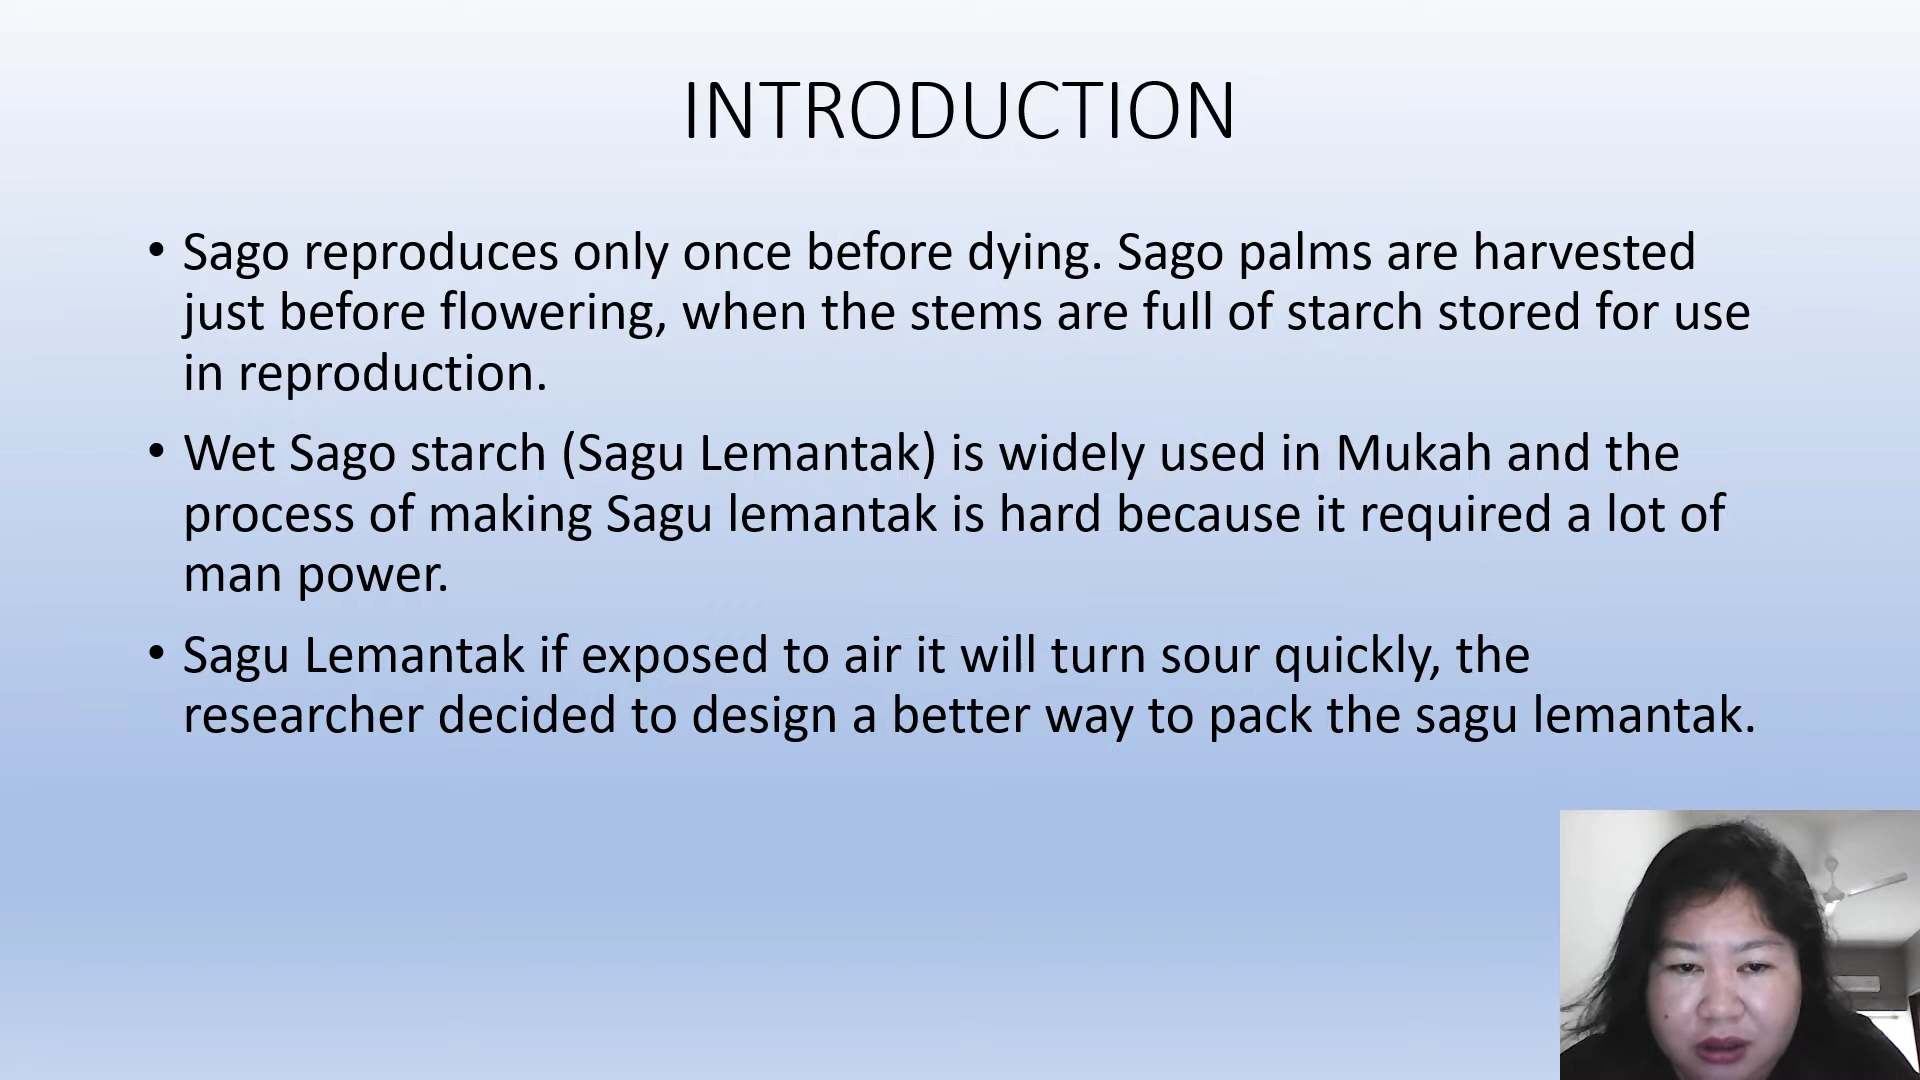 INTRODUCTION
• Sago reproduces only once before dying. Sago palms are harvested
just before flowering, when the stems are full of starch stored for use
in reproduction.
• Wet Sago starch (Sagu Lemantak) is widely used in Mukah and the
process of making Sagu lemantak is hard because it required a lot of
man power.
• Sagu Lemantak if exposed to air it will turn sour quickly, the
researcher decided to design a better way to pack the sagu lemantak.